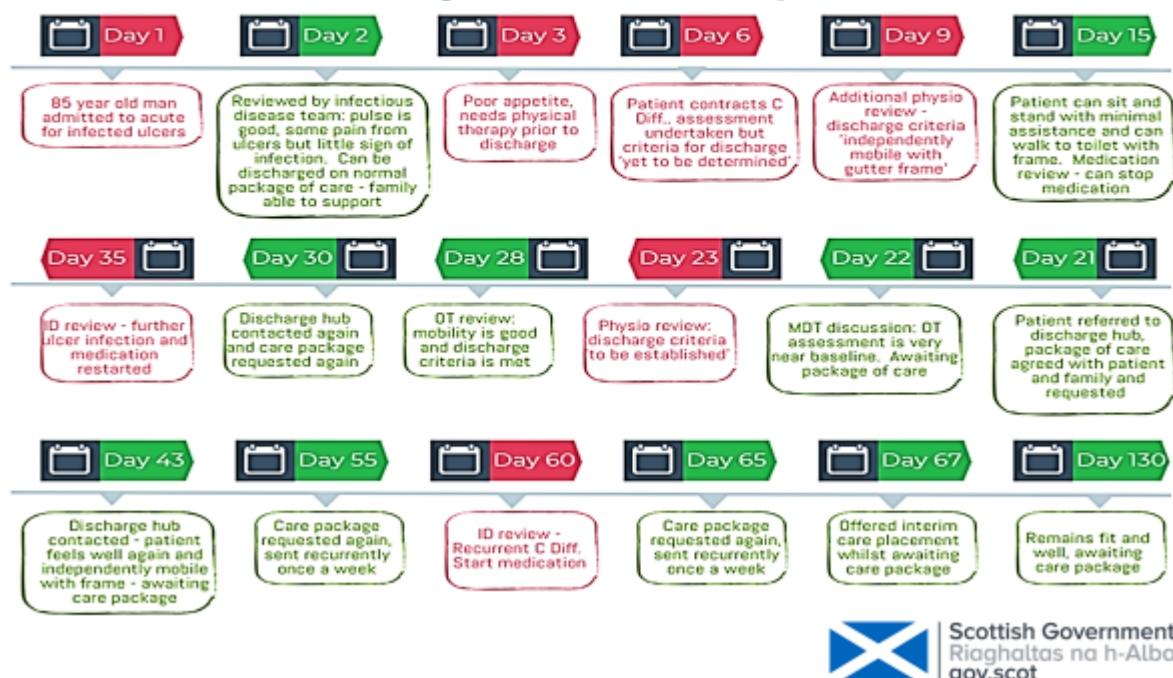 Day 1
85 year old man
admitted to acute
for infected ulcers
Day 2
Reviewed by infectious
disease team: pulse is
good, some pain from
ulcers but little sign of
infection. Can be
discharged on normal
package of care - family
able to support
Day 3
Poor appetite,
needs physical
therapy prior to
discharge
Day 6
Patient contracts C
Diff., assessment
undertaken but
criteria for discharge
'yet to be determined'
Day 9
Additional physio
review -
discharge criteria
'independently
mobile with
gutter frame'
Day 15
Patient can sit and
stand with minimal
assistance and can
walk to toilet with
frame. Medication
review - can stop
medication
Day 35
ID review - further
ulcer infection and
medication
restarted
Day 30
Discharge hub
contacted again
and care package
requested again
Day 28
OT review:
mobility is good
and discharge
criteria is met
Day 23
Physio review:
discharge criteria
'to be established'
Day 22
MDT discussion: OT
assessment is very
near baseline. Awaiting
package of care
Day 21
Patient referred to
discharge hub,
package of care
agreed with patient
and family and
requested
Day 43
Discharge hub
contacted - patient
feels well again and
independently mobile
with frame - awaiting
care package
Day 55
Care package
requested again,
sent recurrently
once a week
Day 60
ID review -
Recurrent C Diff.
Start medication
Day 65
Care package
requested again,
sent recurrently
once a week
Day 67
Offered interim
care placement
whilst awaiting
care package
Day 130
Remains fit and
well, awaiting
care package
Scottish Government
Riaghaltas na h-Alba
gov.scot